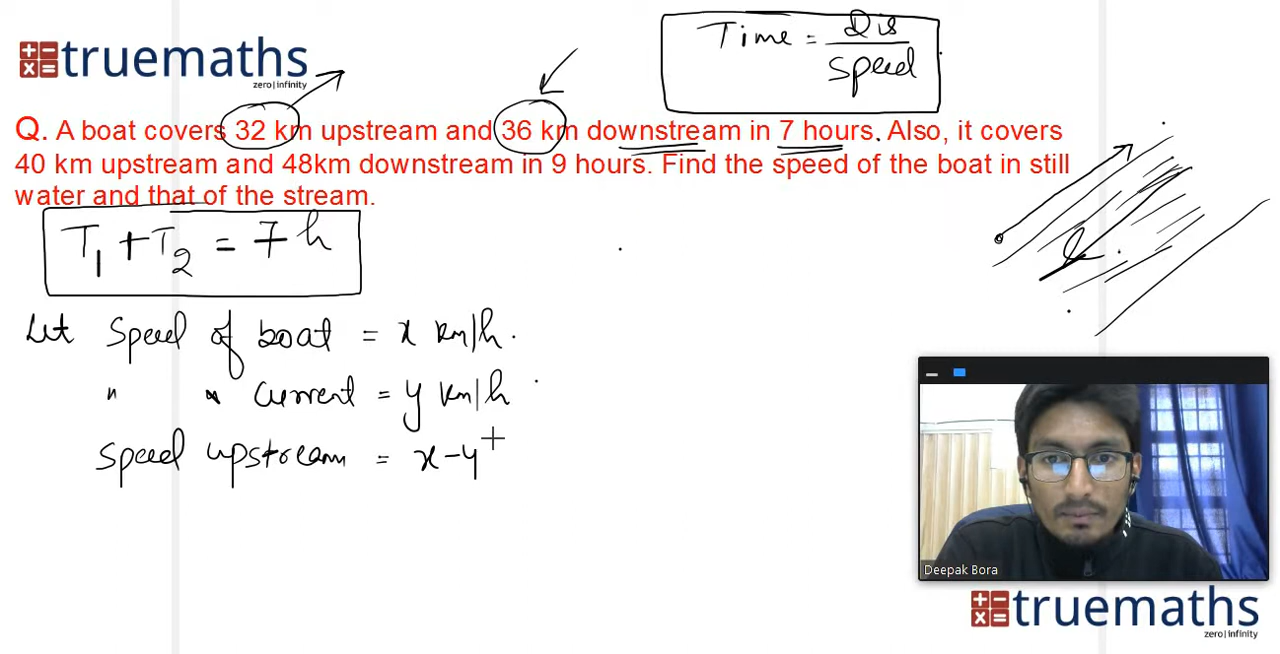 truemaths
zero|infinity
Time = Dis
Speed
Q. A boat covers 32 km upstream and 36 km downstream in 7 hours. Also, it covers
40 km upstream and 48km downstream in 9 hours. Find the speed of the boat in still
water and that of the stream.
T1 + T2 = 7 h
Let Speed of boat = x km/h.
" " Current = y km/h
Speed upstream = x-y
Deepak Bora
truemaths
zero|infinity